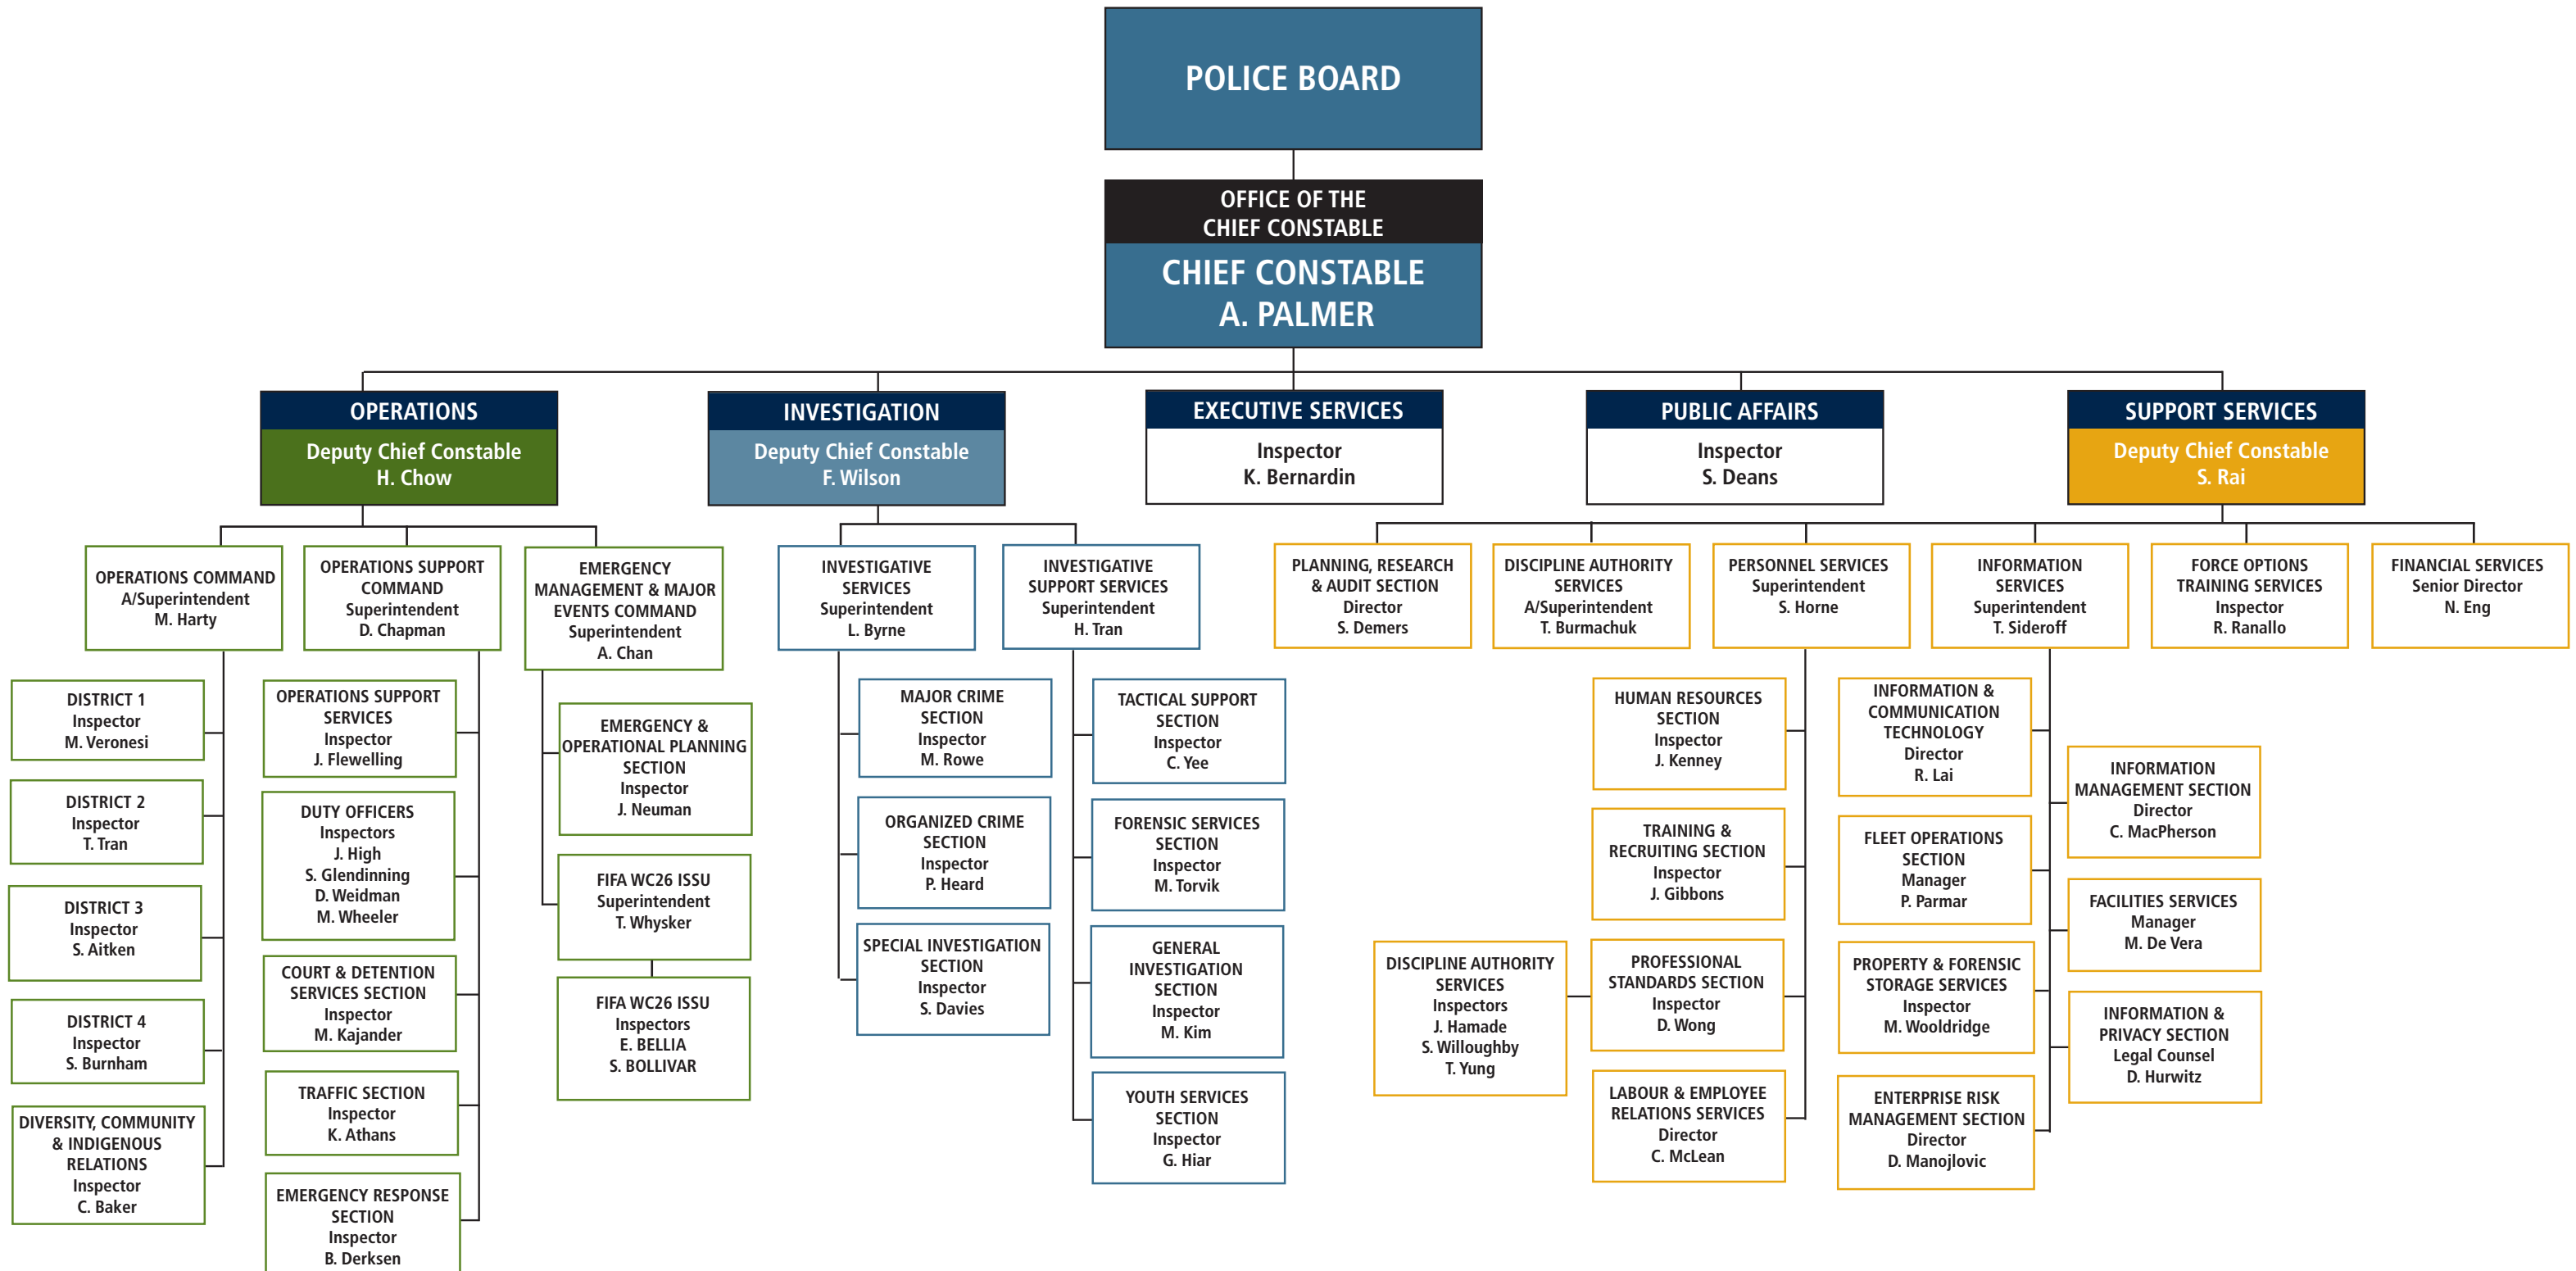 POLICE BOARD
OFFICE OF THE
CHIEF CONSTABLE
CHIEF CONSTABLE
A. PALMER
OPERATIONS
Deputy Chief Constable
H. Chow
INVESTIGATION
Deputy Chief Constable
F. Wilson
EXECUTIVE SERVICES
Inspector
K. Bernardin
PUBLIC AFFAIRS
Inspector
S. Deans
SUPPORT SERVICES
Deputy Chief Constable
S. Rai
OPERATIONS COMMAND
A/Superintendent
M. Harty
OPERATIONS SUPPORT
COMMAND
Superintendent
D. Chapman
EMERGENCY
MANAGEMENT & MAJOR
EVENTS COMMAND
Superintendent
A. Chan
INVESTIGATIVE
SERVICES
Superintendent
L. Byrne
INVESTIGATIVE
SUPPORT SERVICES
Superintendent
H. Tran
PLANNING, RESEARCH
& AUDIT SECTION
Director
S. Demers
DISCIPLINE AUTHORITY
SERVICES
A/Superintendent
T. Burmachuk
PERSONNEL SERVICES
Superintendent
S. Horne
INFORMATION
SERVICES
Superintendent
T. Sideroff
FORCE OPTIONS
TRAINING SERVICES
Inspector
R. Ranallo
FINANCIAL SERVICES
Senior Director
N. Eng
DISTRICT 1
Inspector
M. Veronesi
DISTRICT 2
Inspector
T. Tran
DISTRICT 3
Inspector
S. Aitken
DISTRICT 4
Inspector
S. Burnham
DIVERSITY, COMMUNITY
& INDIGENOUS
RELATIONS
Inspector
C. Baker
OPERATIONS SUPPORT
SERVICES
Inspector
J. Flewelling
DUTY OFFICERS
Inspectors
J. High
S. Glendinning
D. Weidman
M. Wheeler
COURT & DETENTION
SERVICES SECTION
Inspector
M. Kajander
TRAFFIC SECTION
Inspector
K. Athans
EMERGENCY RESPONSE
SECTION
Inspector
B. Derksen
EMERGENCY &
OPERATIONAL PLANNING
SECTION
Inspector
J. Neuman
FIFA WC26 ISSU
Superintendent
T. Whysker
FIFA WC26 ISSU
Inspectors
E. BELLIA
S. BOLLIVAR
MAJOR CRIME
SECTION
Inspector
M. Rowe
ORGANIZED CRIME
SECTION
Inspector
P. Heard
SPECIAL INVESTIGATION
SECTION
Inspector
S. Davies
TACTICAL SUPPORT
SECTION
Inspector
C. Yee
FORENSIC SERVICES
SECTION
Inspector
M. Torvik
GENERAL
INVESTIGATION
SECTION
Inspector
M. Kim
YOUTH SERVICES
SECTION
Inspector
G. Hiar
HUMAN RESOURCES
SECTION
Inspector
J. Kenney
TRAINING &
RECRUITING SECTION
Inspector
J. Gibbons
DISCIPLINE AUTHORITY
SERVICES
Inspectors
J. Hamade
S. Willoughby
T. Yung
PROFESSIONAL
STANDARDS SECTION
Inspector
D. Wong
LABOUR & EMPLOYEE
RELATIONS SERVICES
Director
C. McLean
INFORMATION &
COMMUNICATION
TECHNOLOGY
Director
R. Lai
FLEET OPERATIONS
SECTION
Manager
P. Parmar
PROPERTY & FORENSIC
STORAGE SERVICES
Inspector
M. Wooldridge
ENTERPRISE RISK
MANAGEMENT SECTION
Director
D. Manojlovic
INFORMATION
MANAGEMENT SECTION
Director
C. MacPherson
FACILITIES SERVICES
Manager
M. De Vera
INFORMATION &
PRIVACY SECTION
Legal Counsel
D. Hurwitz